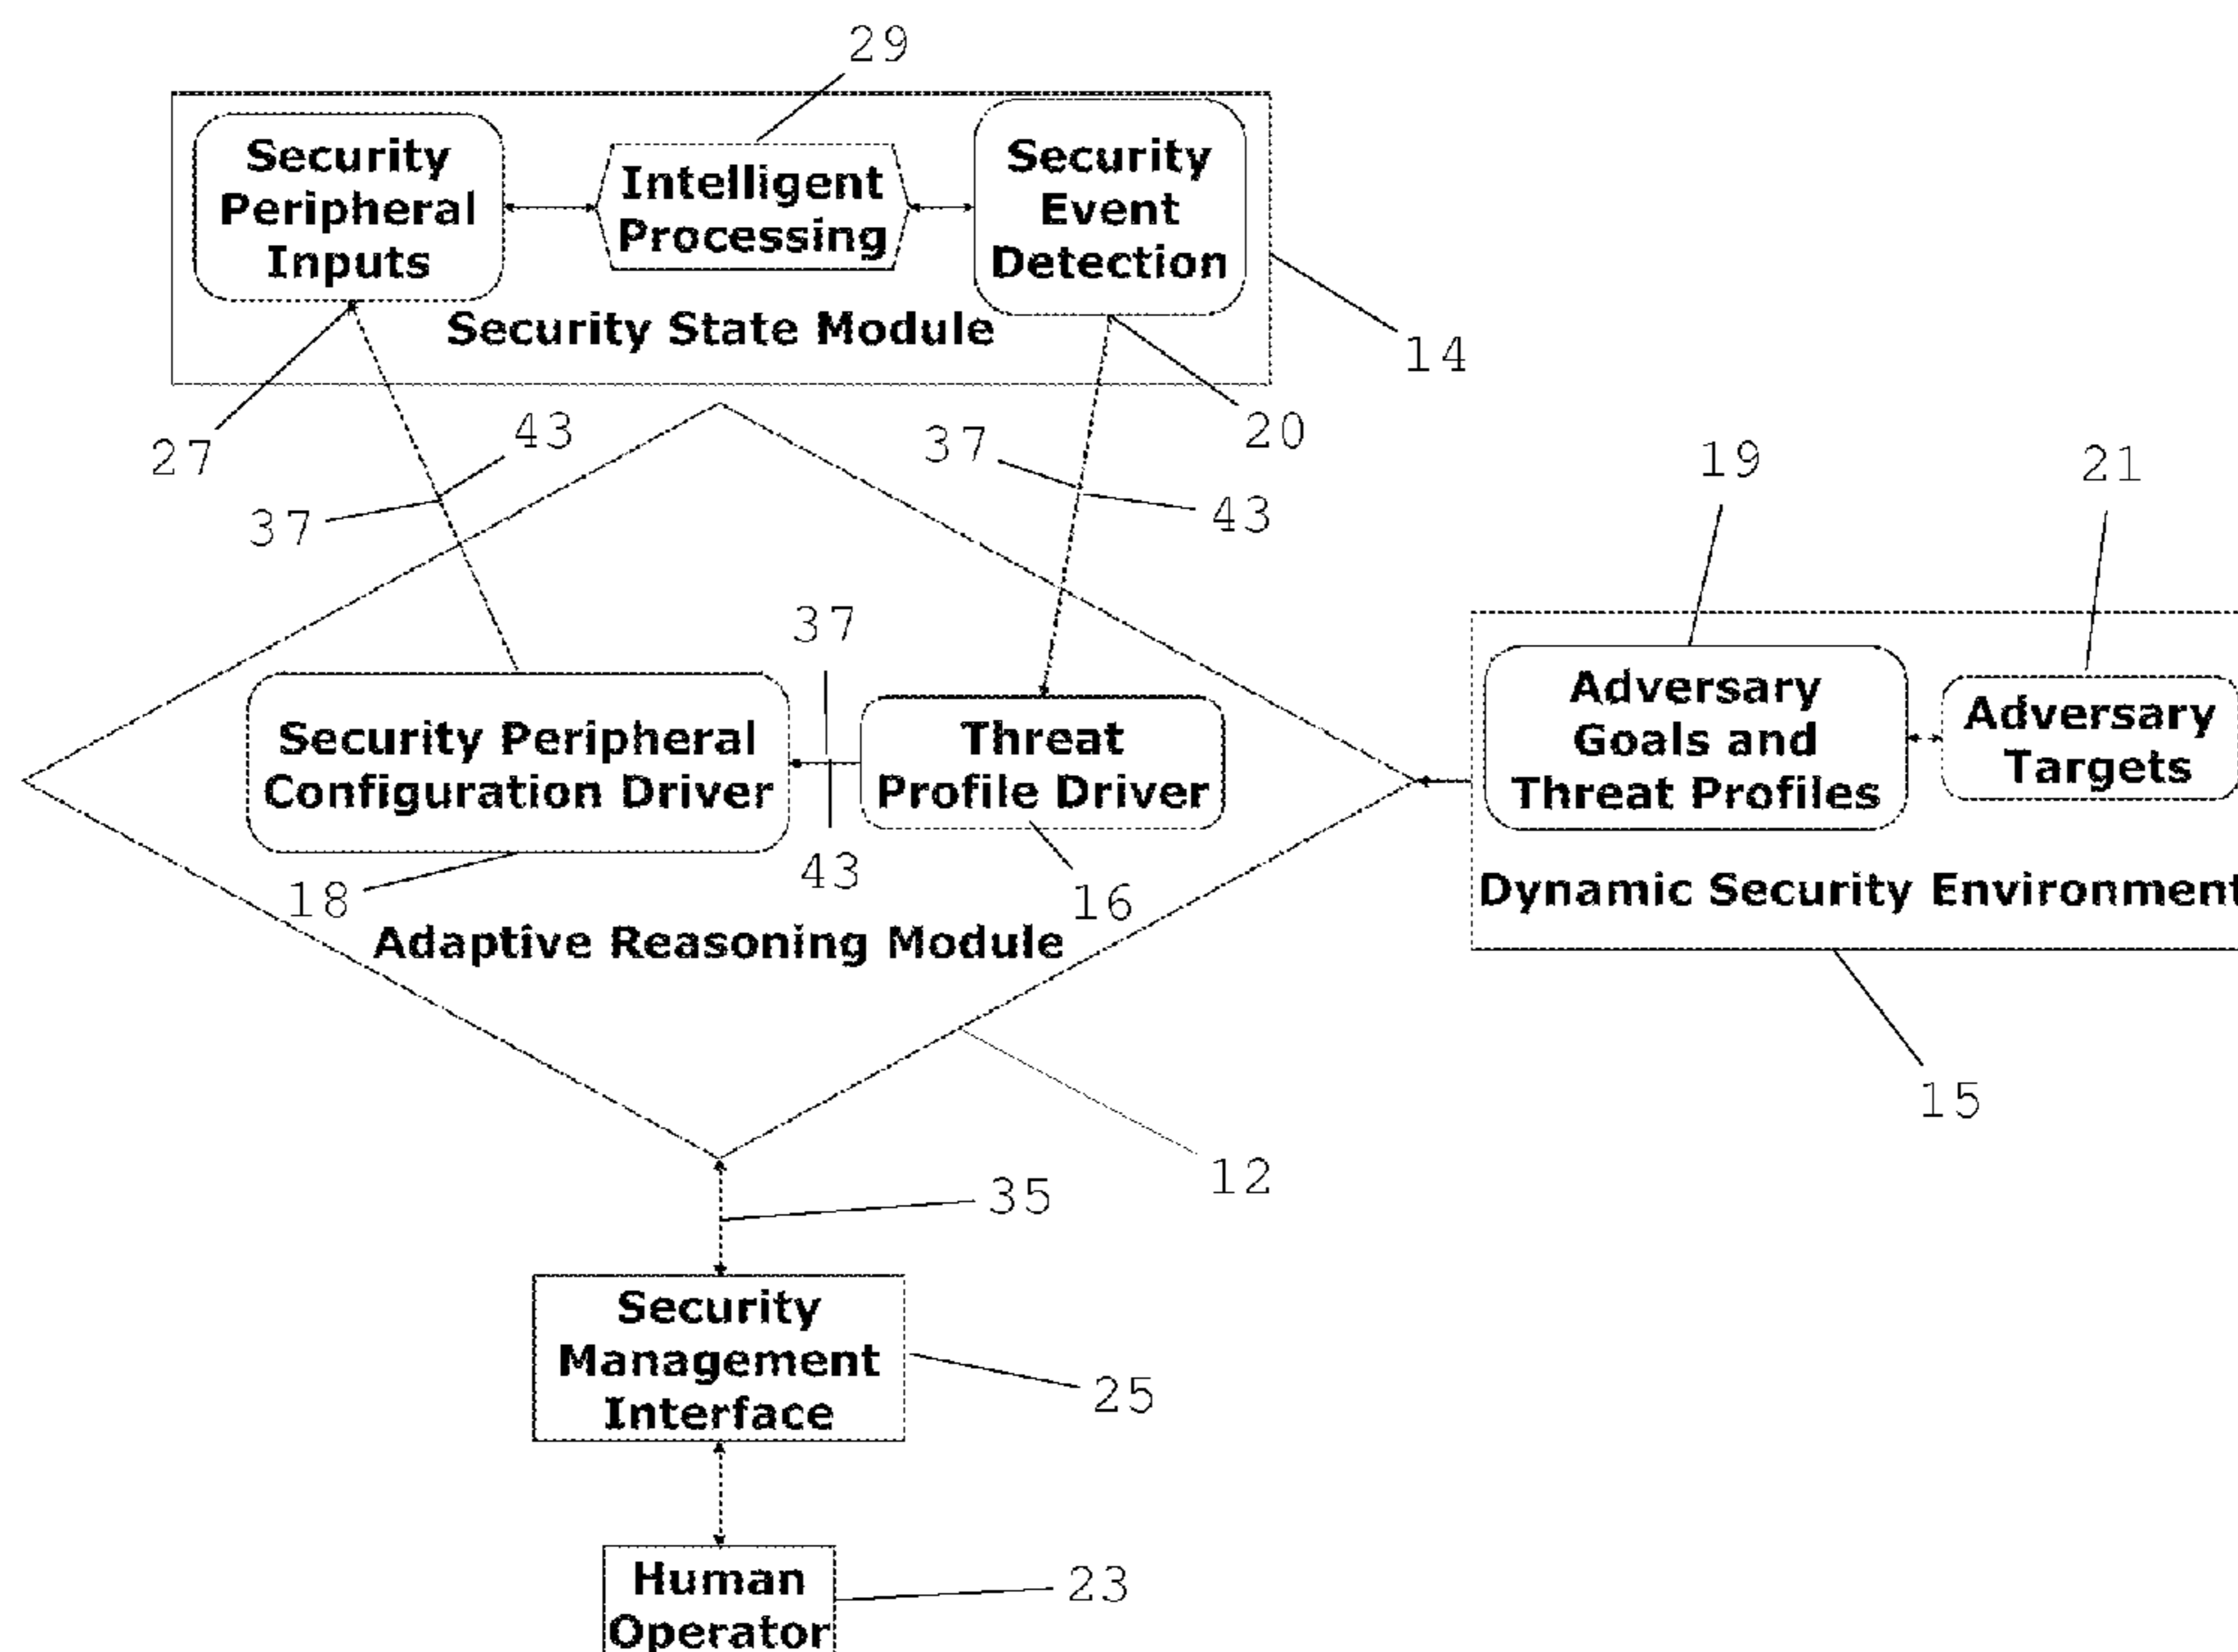 29
Security
Peripheral
Inputs
Intelligent
Processing
Security
Event
Detection
Security State Module
14
27
43
37
20
37
43
19
21
37
Security Peripheral
Configuration Driver
Threat
Profile Driver
43
18
16
Adaptive Reasoning Module
Adversary
Goals and
Threat Profiles
Adversary
Targets
Dynamic Security Environment
15
12
35
Security
Management
Interface
25
Human
Operator
23